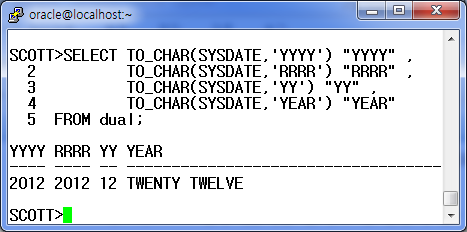 oracle@localhost:~
SCOTT>SELECT TO_CHAR(SYSDATE,'YYYY') "YYYY" ,
  2          TO_CHAR(SYSDATE,'RRRR') "RRRR" ,
  3          TO_CHAR(SYSDATE,'YY') "YY" ,
  4          TO_CHAR(SYSDATE,'YEAR') "YEAR"
  5  FROM dual;
YYYY RRRR YY YEAR
---- ---- -- ------------------------------------------
2012 2012 12 TWENTY TWELVE
SCOTT>